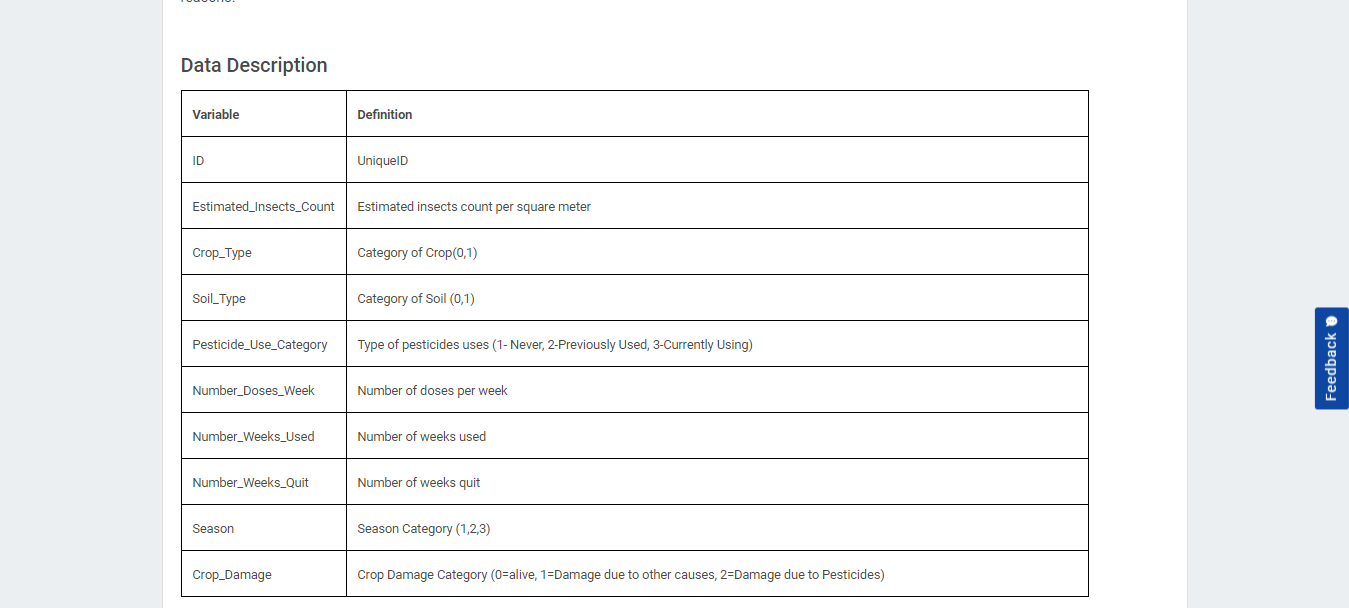 Data Description
Variable Definition
ID UniqueID
Estimated_Insects_Count Estimated insects count per square meter
Crop_Type Category of Crop(0,1)
Soil_Type Category of Soil (0,1)
Pesticide_Use_Category Type of pesticides uses (1- Never, 2-Previously Used, 3-Currently Using)
Number_Doses_Week Number of doses per week
Number_Weeks_Used Number of weeks used
Number_Weeks_Quit Number of weeks quit
Season Season Category (1,2,3)
Crop_Damage Crop Damage Category (0=alive, 1=Damage due to other causes, 2=Damage due to Pesticides)
Feedback